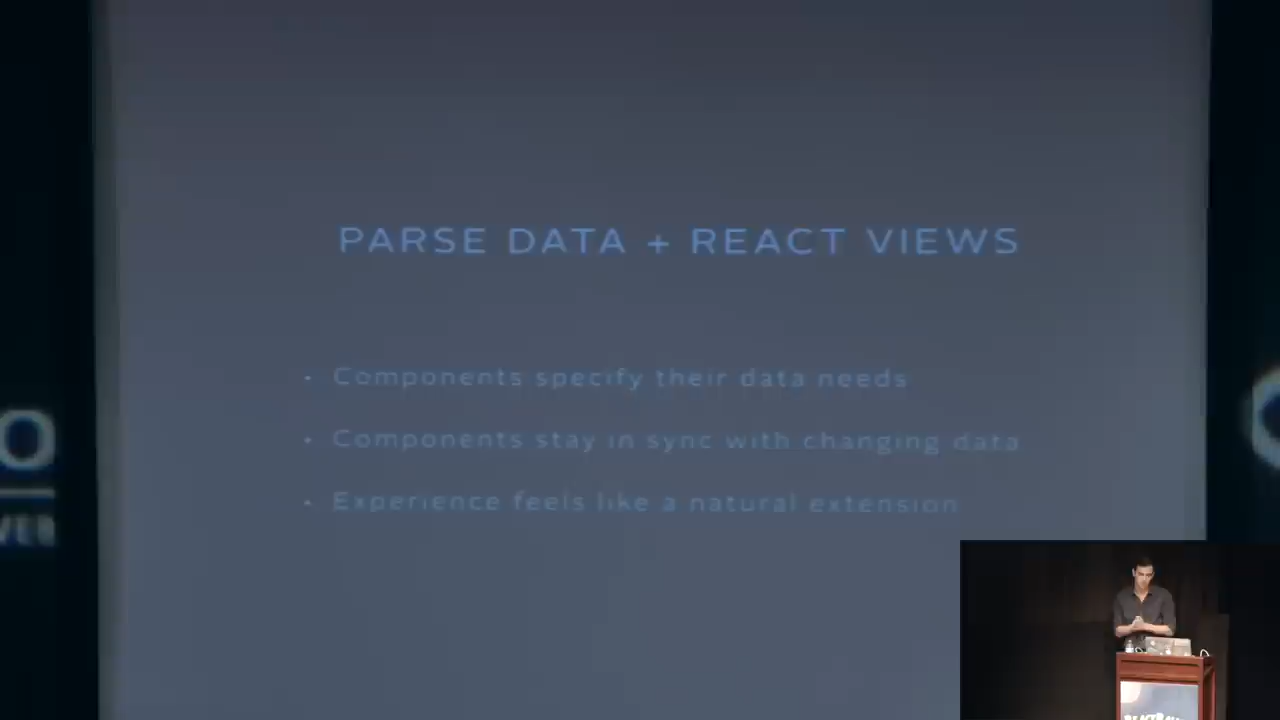 PARSE DATA + REACT VIEWS
• Components specify their data needs
• Components stay in sync with changing data
• Experience feels like a natural extension